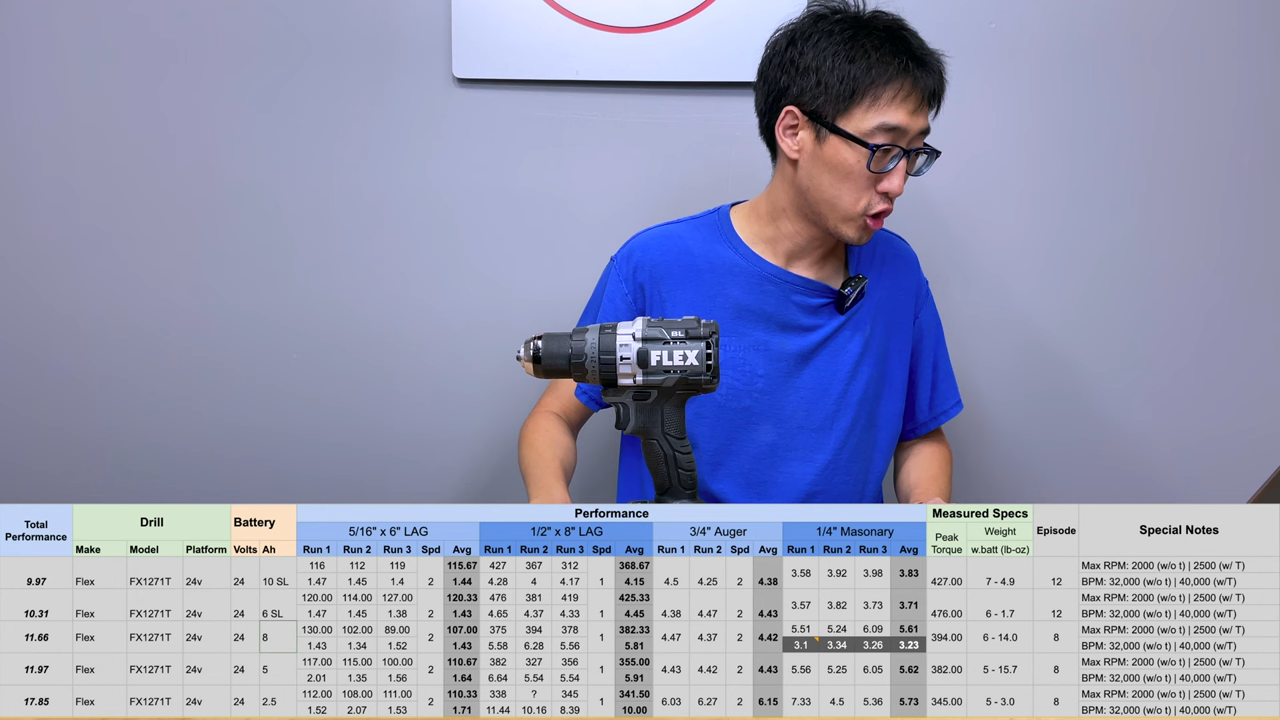 BL
FLEX
Total Performance | Drill | Battery | Performance | Measured Specs | Episode | Special Notes
5/16" x 6" LAG | 1/2" x 8" LAG | 3/4" Auger | 1/4" Masonary | Peak Torque | Weight
Make | Model | Platform | Volts | Ah | Run 1 | Run 2 | Run 3 | Spd | Avg | Run 1 | Run 2 | Run 3 | Spd | Avg | Run 1 | Run 2 | Spd | Avg | Run 1 | Run 2 | Run 3 | Avg | w.batt (lb-oz)
116 | 112 | 119 | 115.67 | 427 | 367 | 312 | 368.67 | Max RPM: 2000 (w/o t) | 2500 (w/ T)
9.97 | Flex | FX1271T | 24v | 24 | 10 SL | 1.47 | 1.45 | 1.4 | 2 | 1.44 | 4.28 | 4 | 4.17 | 1 | 4.15 | 4.5 | 4.25 | 2 | 4.38 | 3.58 | 3.92 | 3.98 | 3.83 | 427.00 | 7 - 4.9 | 12 | BPM: 32,000 (w/o t) | 40,000 (w/T)
120.00 | 114.00 | 127.00 | 120.33 | 476 | 381 | 419 | 425.33 | Max RPM: 2000 (w/o t) | 2500 (w/ T)
10.31 | Flex | FX1271T | 24v | 24 | 6 SL | 1.47 | 1.45 | 1.38 | 2 | 1.43 | 4.65 | 4.37 | 4.33 | 1 | 4.45 | 4.38 | 4.47 | 2 | 4.43 | 3.57 | 3.82 | 3.73 | 3.71 | 476.00 | 6 - 1.7 | 12 | BPM: 32,000 (w/o t) | 40,000 (w/T)
130.00 | 102.00 | 89.00 | 107.00 | 375 | 394 | 378 | 382.33 | 5.51 | 5.24 | 6.09 | 5.61 | Max RPM: 2000 (w/o t) | 2500 (w/ T)
11.66 | Flex | FX1271T | 24v | 24 | 8 | 1.43 | 1.34 | 1.52 | 2 | 1.43 | 5.58 | 6.28 | 5.56 | 1 | 5.81 | 4.47 | 4.37 | 2 | 4.42 | 3.1 | 3.34 | 3.26 | 3.23 | 394.00 | 6 - 14.0 | 8 | BPM: 32,000 (w/o t) | 40,000 (w/T)
117.00 | 115.00 | 100.00 | 110.67 | 382 | 327 | 356 | 355.00 | Max RPM: 2000 (w/o t) | 2500 (w/ T)
11.97 | Flex | FX1271T | 24v | 24 | 5 | 2.01 | 1.35 | 1.56 | 2 | 1.64 | 6.64 | 5.54 | 5.54 | 1 | 5.91 | 4.43 | 4.42 | 2 | 4.43 | 5.56 | 5.25 | 6.05 | 5.62 | 382.00 | 5 - 15.7 | 8 | BPM: 32,000 (w/o t) | 40,000 (w/T)
112.00 | 108.00 | 111.00 | 110.33 | 338 | ? | 345 | 341.50 | Max RPM: 2000 (w/o t) | 2500 (w/ T)
17.85 | Flex | FX1271T | 24v | 24 | 2.5 | 1.52 | 2.07 | 1.53 | 2 | 1.71 | 11.44 | 10.16 | 8.39 | 1 | 10.00 | 6.03 | 6.27 | 2 | 6.15 | 7.33 | 4.5 | 5.36 | 5.73 | 345.00 | 5 - 3.0 | 8 | BPM: 32,000 (w/o t) | 40,000 (w/T)